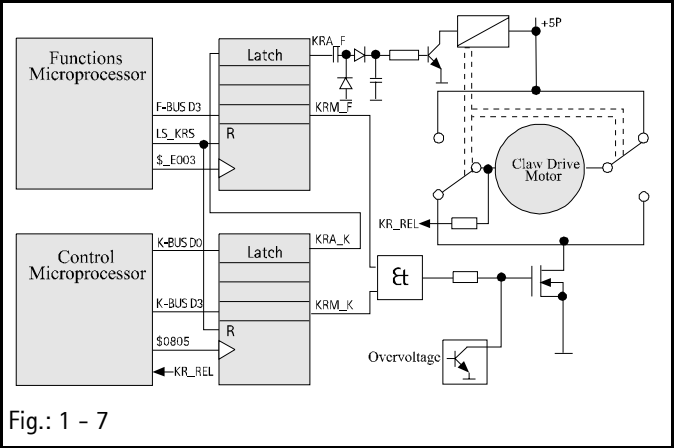 KRA_F
+5P
Functions
Microprocessor
Latch
F-BUS D3
KRM_F
LS_KRS
R
$_E003
Claw Drive
Motor
KR_REL
Control
Microprocessor
K-BUS D0
Latch
KRA_K
&
K-BUS D3
KRM_K
R
$0805
Overvoltage
KR_REL
Fig.: 1 - 7